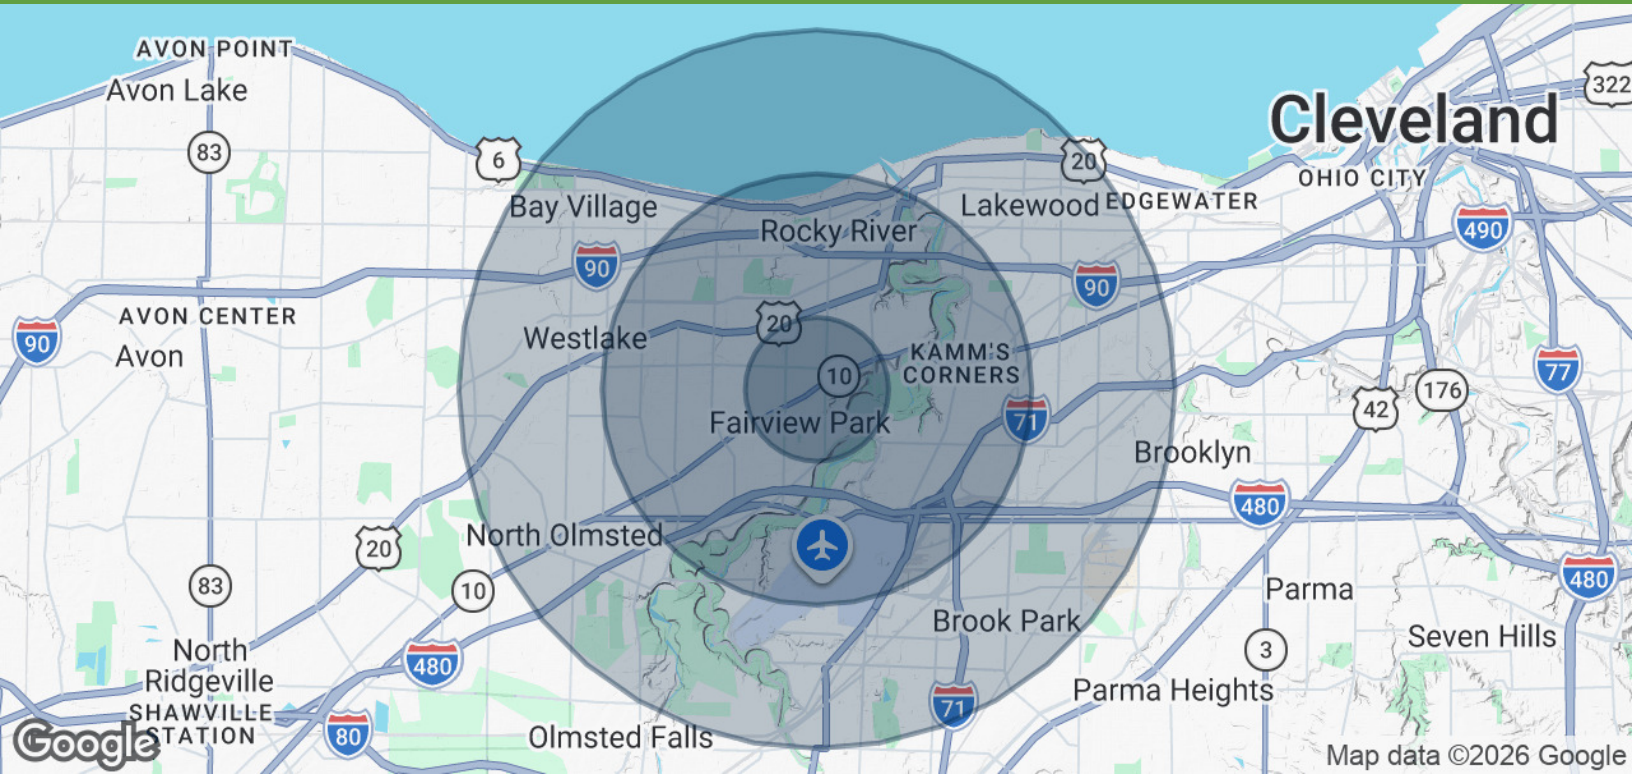 AVON POINT
Avon Lake
322
Cleveland
83
6
20
OHIO CITY
Bay Village
Lakewood
EDGEWATER
Rocky River
490
90
90
AVON CENTER
20
90
Avon
Westlake
KAMM'S
CORNERS
10
77
176
42
Fairview Park
71
Brooklyn
480
North Olmsted
20
480
83
10
Parma
Brook Park
Seven Hills
North
Ridgeville
480
3
Parma Heights
SHAWVILLE
STATION
80
71
Olmsted Falls
Google
Map data ©2026 Google